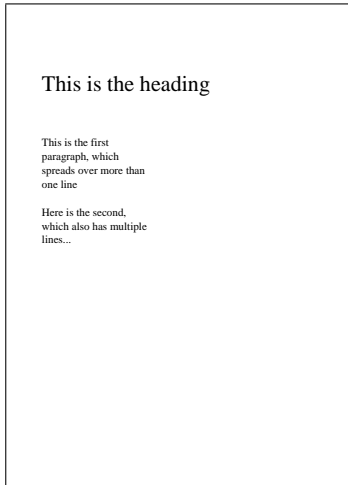 This is the heading
This is the first
paragraph, which
spreads over more than
one line
Here is the second,
which also has multiple
lines...